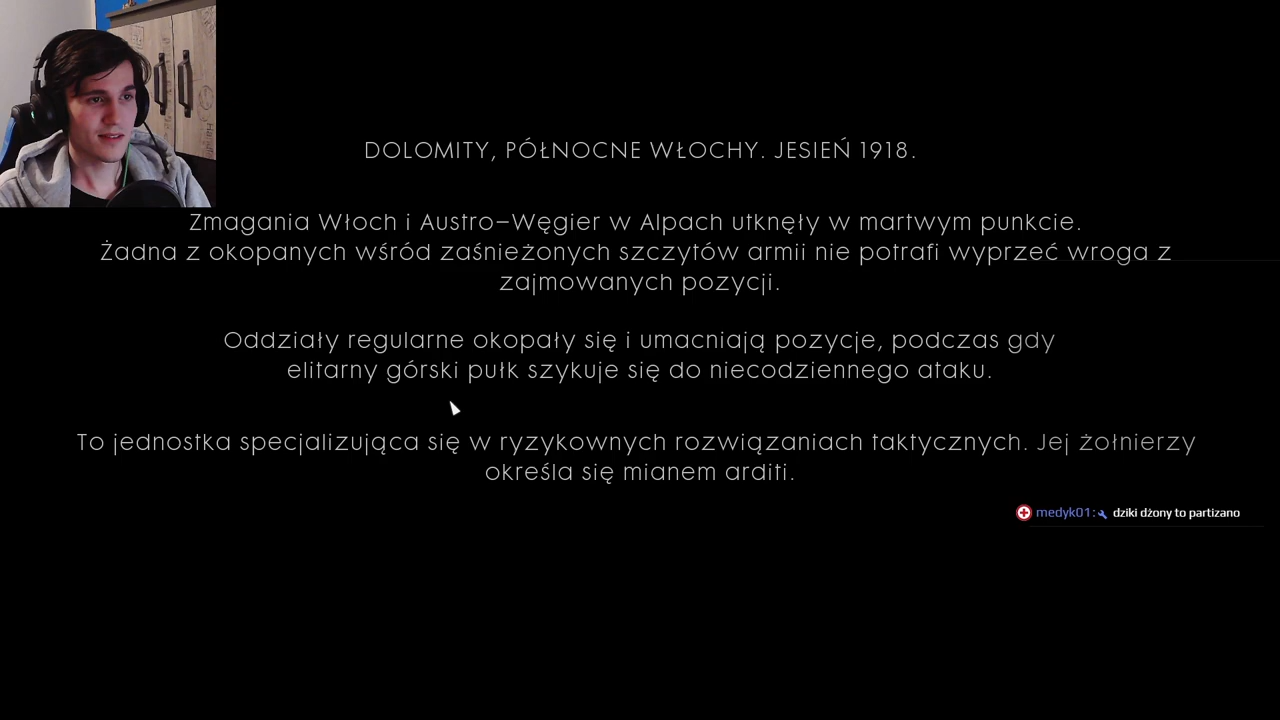 DOLOMITY, PÓŁNOCNE WŁOCHY. JESIEŃ 1918.
Zmagania Włoch i Austro-Węgier w Alpach utknęły w martwym punkcie.
Żadna z okopanych wśród zaśnieżonych szczytów armii nie potrafi wyprzeć wroga z
zajmowanych pozycji.
Oddziały regularne okopały się i umacniają pozycje, podczas gdy
elitarny górski pułk szykuje się do niecodziennego ataku.
To jednostka specjalizująca się w ryzykownych rozwiązaniach taktycznych. Jej żołnierzy
określa się mianem arditi.
medyk01: dziki dżony to partizano